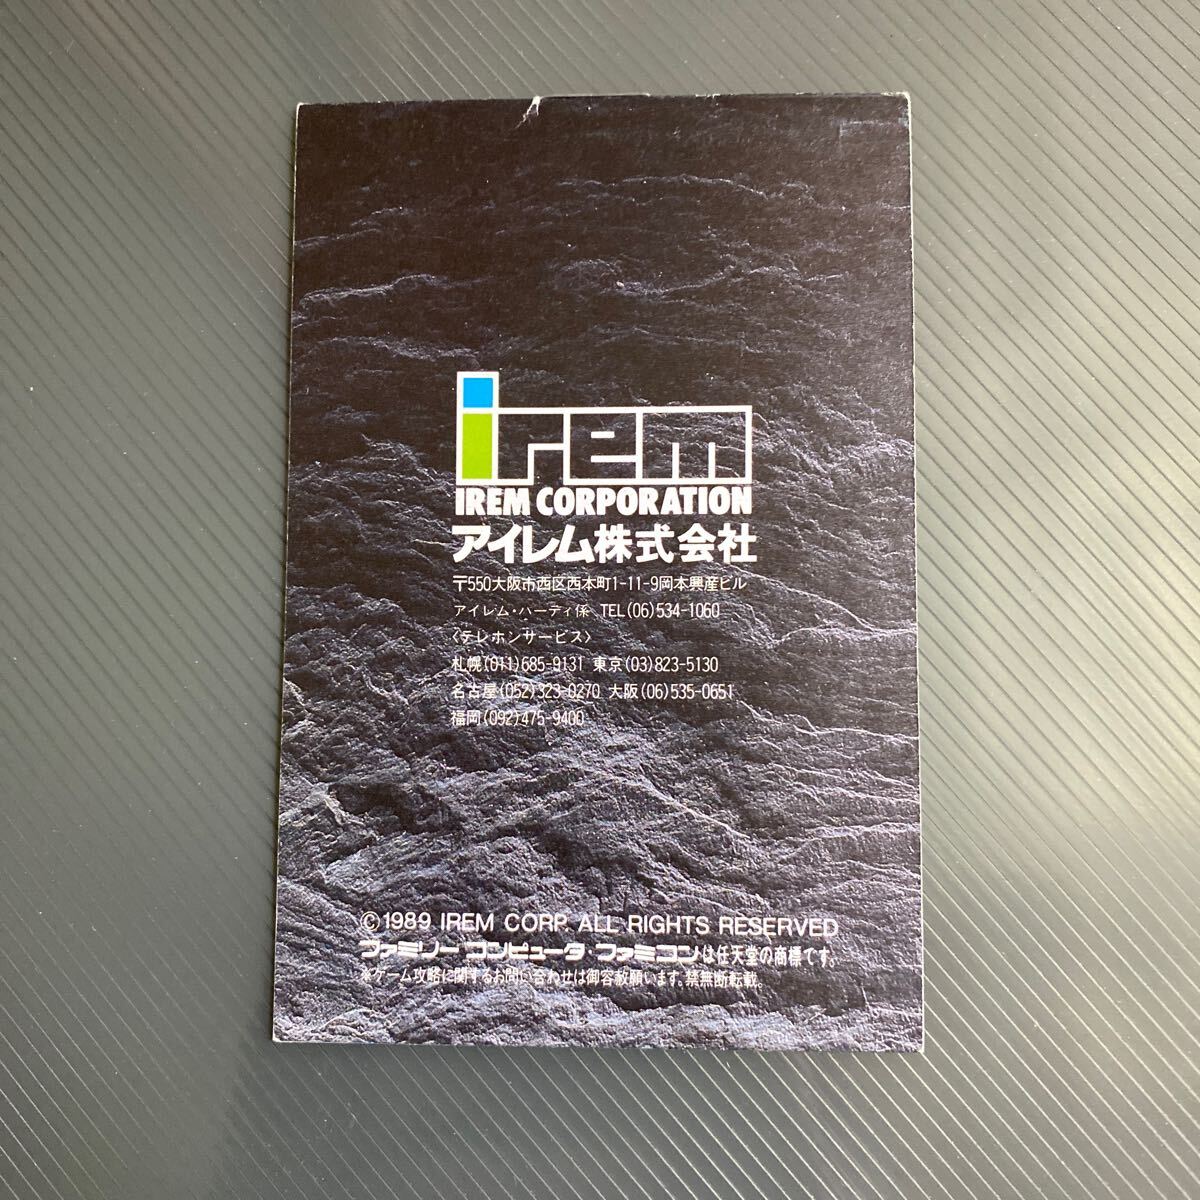 irem
IREM CORPORATION
アイレム株式会社
〒550大阪市西区西本町1-11-9岡本興産ビル
アイレム・パーティ係 TEL(06)534-1060
〈テレホンサービス〉
札幌(011)685-9131 東京(03)823-5130
名古屋(052)323-0270 大阪(06)535-0651
福岡(092)475-9400
©1989 IREM CORP. ALL RIGHTS RESERVED
ファミリーコンピュータ ファミコンは任天堂の商標です。
※ゲーム攻略に関するお問い合わせは御容赦願います。禁無断転載。